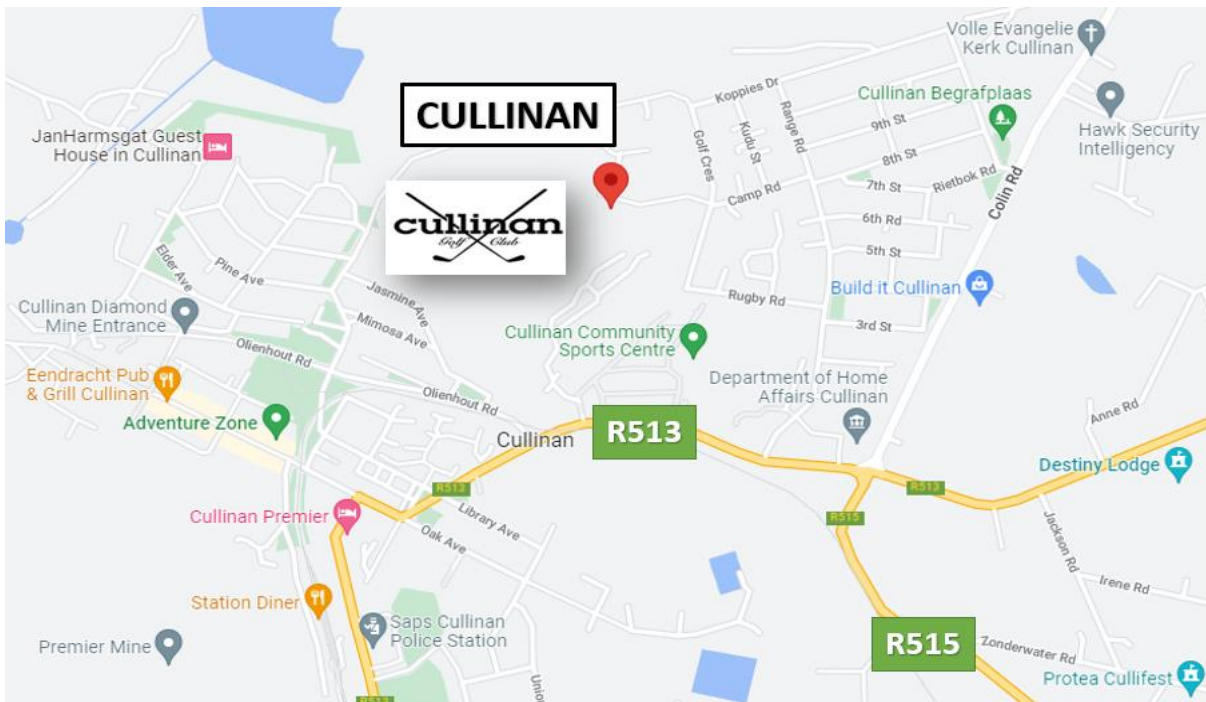 Volle Evangelie
Kerk Cullinan
Koppies Dr
CULLINAN
Cullinan Begrafplaas
9th St
Range Rd
Kudu St
Golf Cres
Hawk Security
Intelligency
JanHarmsgat Guest
House in Cullinan
8th St
Camp Rd
7th St
Rietbok Rd
Colin Rd
cullinan
Golf Club
6th Rd
5th St
Elder Ave
Pine Ave
Jasmine Ave
Build it Cullinan
Rugby Rd
Cullinan Diamond
Mine Entrance
Mimosa Ave
3rd St
Cullinan Community
Sports Centre
Olienhout Rd
Eendracht Pub
& Grill Cullinan
Department of Home
Affairs Cullinan
Olienhout Rd
Anne Rd
Adventure Zone
Cullinan
R513
Destiny Lodge
R513
R513
Cullinan Premier
Library Ave
R515
Oak Ave
Jackson Rd
Irene Rd
Station Diner
Saps Cullinan
Police Station
Premier Mine
R515
Zonderwater Rd
Protea Cullifest
R513